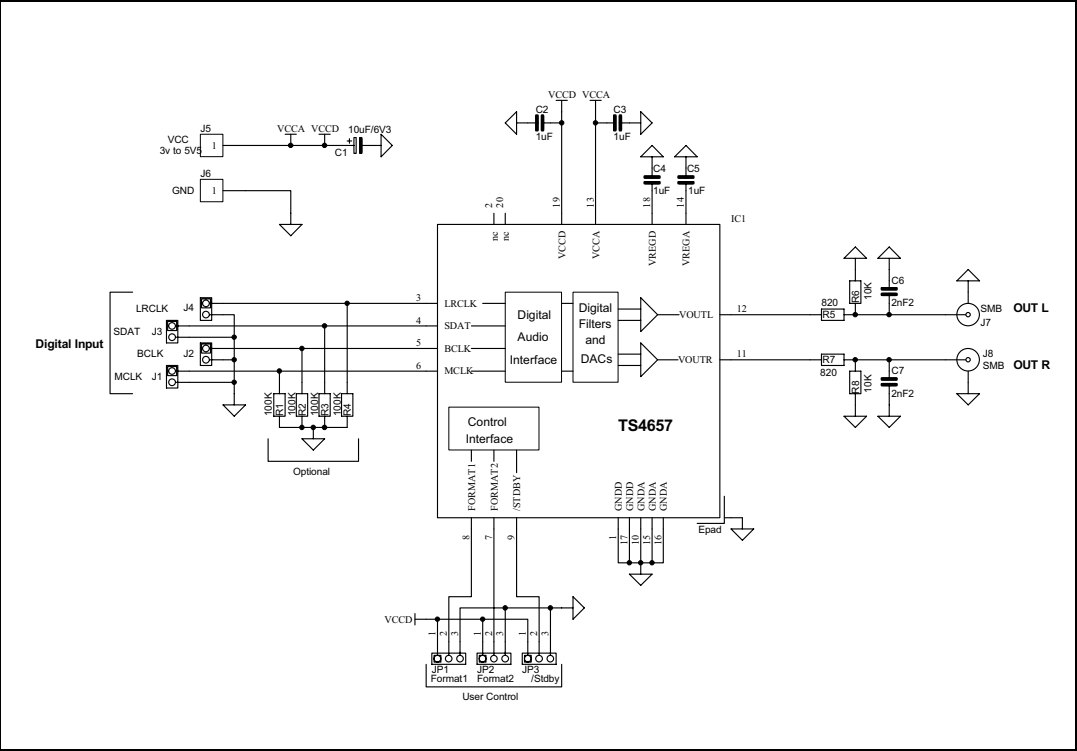 VCCD VCCA
C2
1uF
C3
1uF
J5
VCC
3v to 5V5
1
VCCA VCCD
10uF/6V3
+
C1
J6
GND
1
C4
1uF
C5
1uF
2
20
19
13
18
14
IC1
nc
nc
VCCD
VCCA
VREGD
VREGA
Digital Input
LRCLK J4
SDAT J3
BCLK J2
MCLK J1
3
4
5
6
LRCLK
SDAT
BCLK
MCLK
Digital
Audio
Interface
Digital
Filters
and
DACs
VOUTL
VOUTR
12
11
820
R5
R6
10K
C6
2nF2
SMB
J7
OUT L
R7
820
R8
10K
C7
2nF2
J8
SMB
OUT R
100K
R1
100K
R2
100K
R3
100K
R4
Optional
Control
Interface
TS4657
FORMAT1
FORMAT2
/STDBY
GNDD
GNDD
GNDA
GNDA
GNDA
Epad
8
7
9
1
17
10
15
16
VCCD
1
2
3
1
2
3
1
2
3
JP1
Format1
JP2
Format2
JP3
/Stdby
User Control